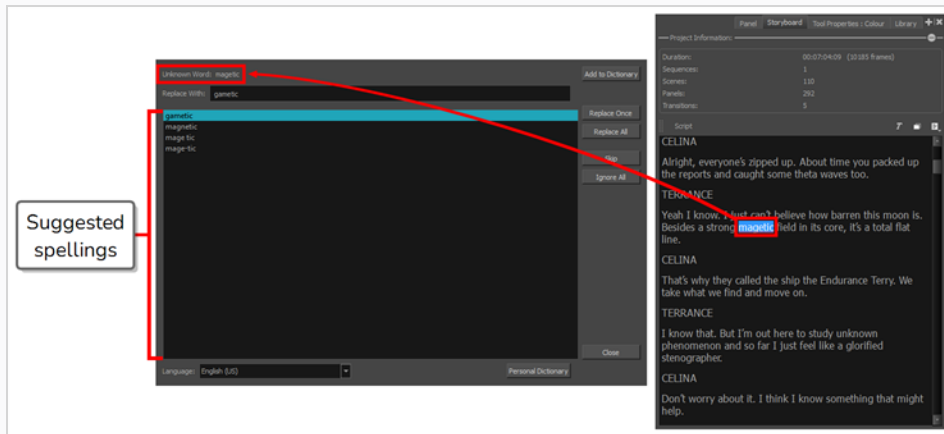 Suggested
spellings
Unknown Word: magetic
Add to Dictionary
Replace With: gametic
gametic
magnetic
mage tic
mage-tic
Replace Once
Replace All
Skip
Ignore All
Close
Language: English (US)
Personal Dictionary
Panel Storyboard Tool Properties : Colour Library
Project Information:
Duration: 00:07:04:09 (10185 frames)
Sequences: 1
Scenes: 110
Panels: 292
Transitions: 5
Script
CELINA
Alright, everyone's zipped up. About time you packed up
the reports and caught some theta waves too.
TERRANCE
Yeah I know. I just can't believe how barren this moon is.
Besides a strong magetic field in its core, it's a total flat
line.
CELINA
That's why they called the ship the Endurance Terry. We
take what we find and move on.
TERRANCE
I know that. But I'm out here to study unknown
phenomenon and so far I just feel like a glorified
stenographer.
CELINA
Don't worry about it. I think I know something that might
help.